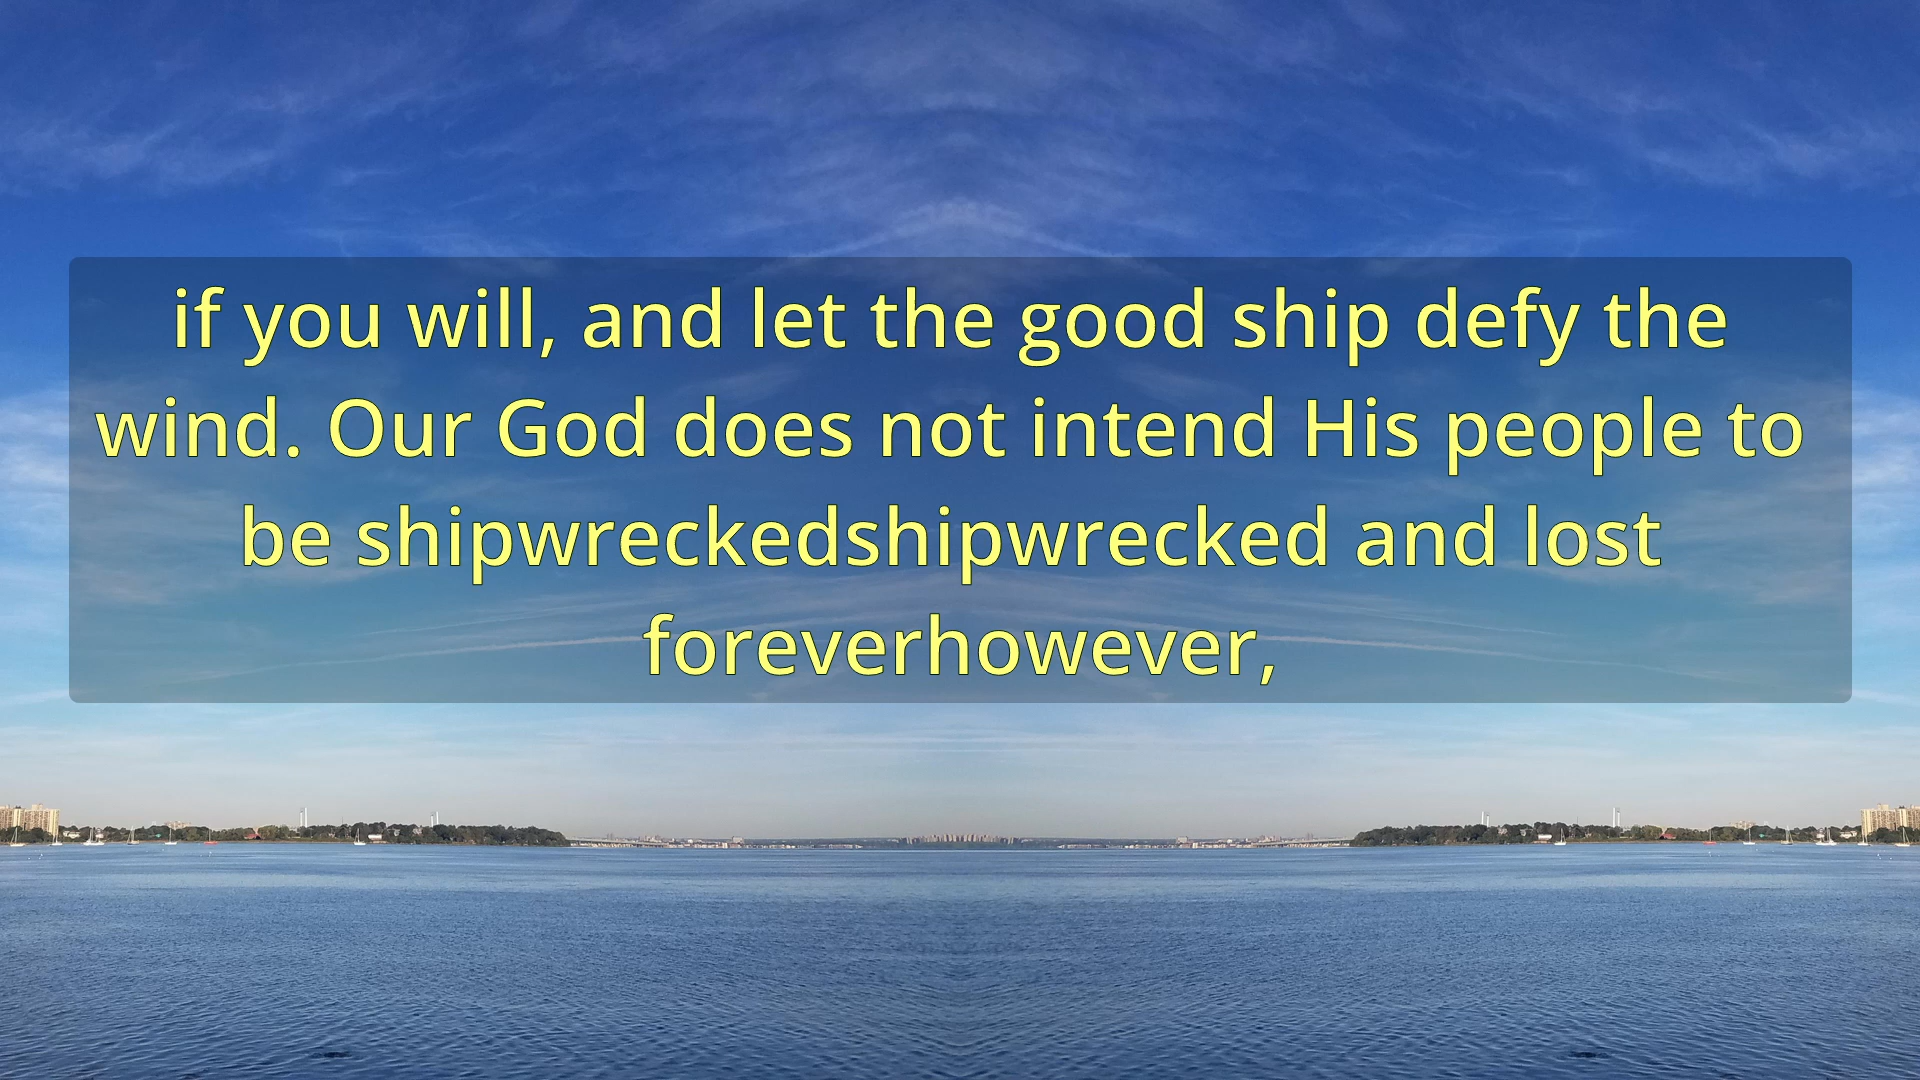 if you will, and let the good ship defy the
wind. Our God does not intend His people to
be shipwreckedshipwrecked and lost
foreverhowever,